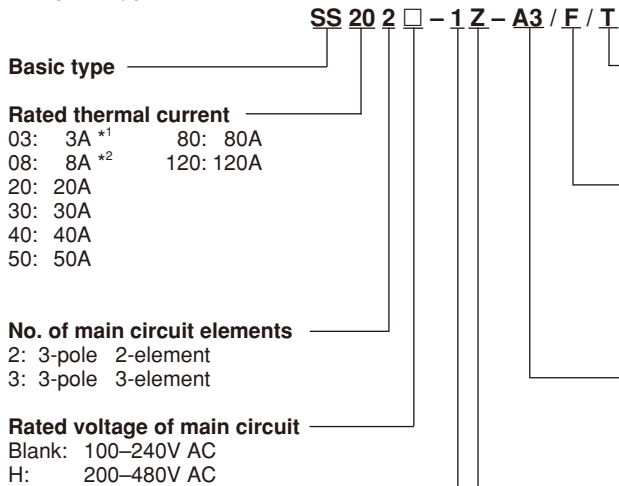 SS 20 2 □ – 1 Z – A3 / F / T
Basic type
Rated thermal current
03: 3A *1 80: 80A
08: 8A *2 120: 120A
20: 20A
30: 30A
40: 40A
50: 50A
No. of main circuit elements
2: 3-pole 2-element
3: 3-pole 3-element
Rated voltage of main circuit
Blank: 100–240V AC
H: 200–480V AC